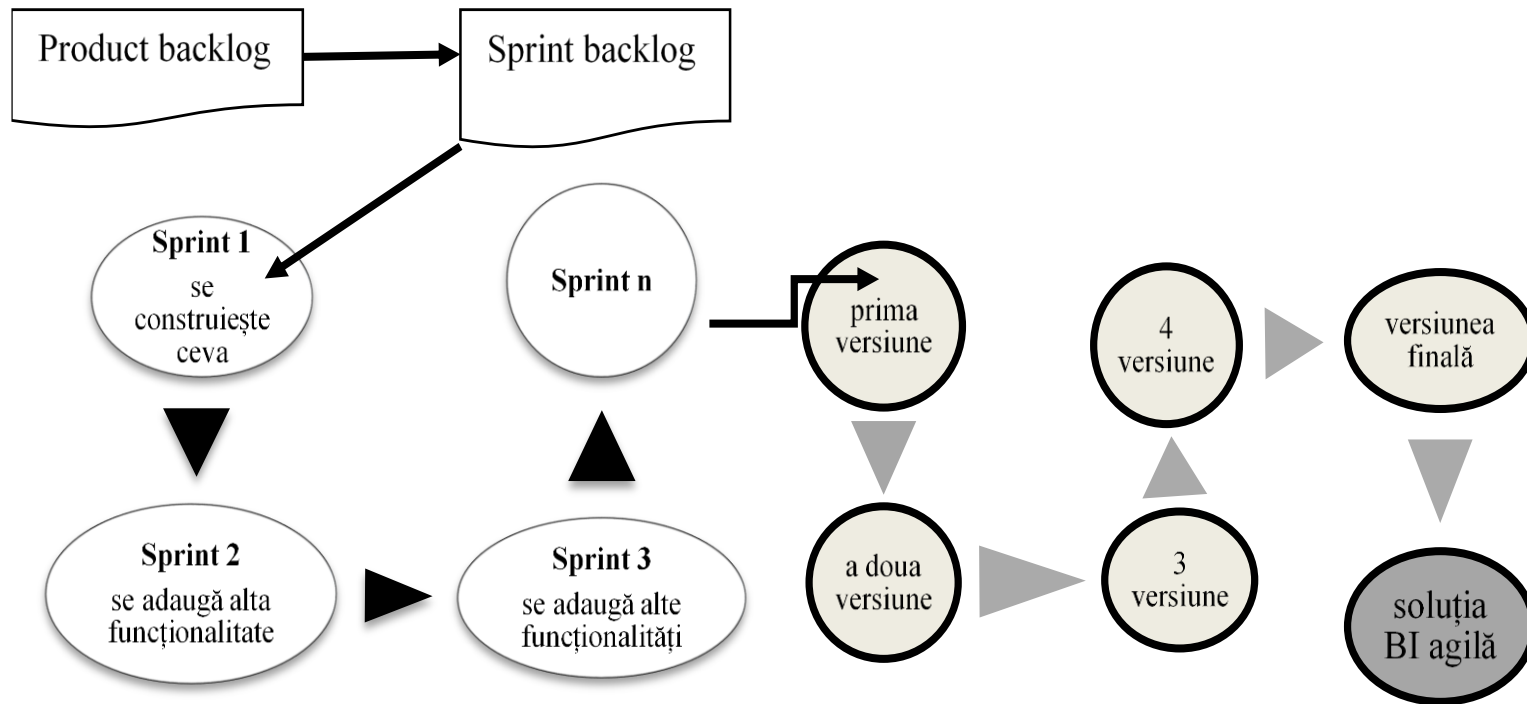 Product backlog
Sprint backlog
Sprint 1
se
construiește
ceva
Sprint 2
se adaugă alta
funcționalitate
Sprint 3
se adaugă alte
funcționalități
Sprint n
prima
versiune
a doua
versiune
3
versiune
4
versiune
versiunea
finală
soluția
BI agilă